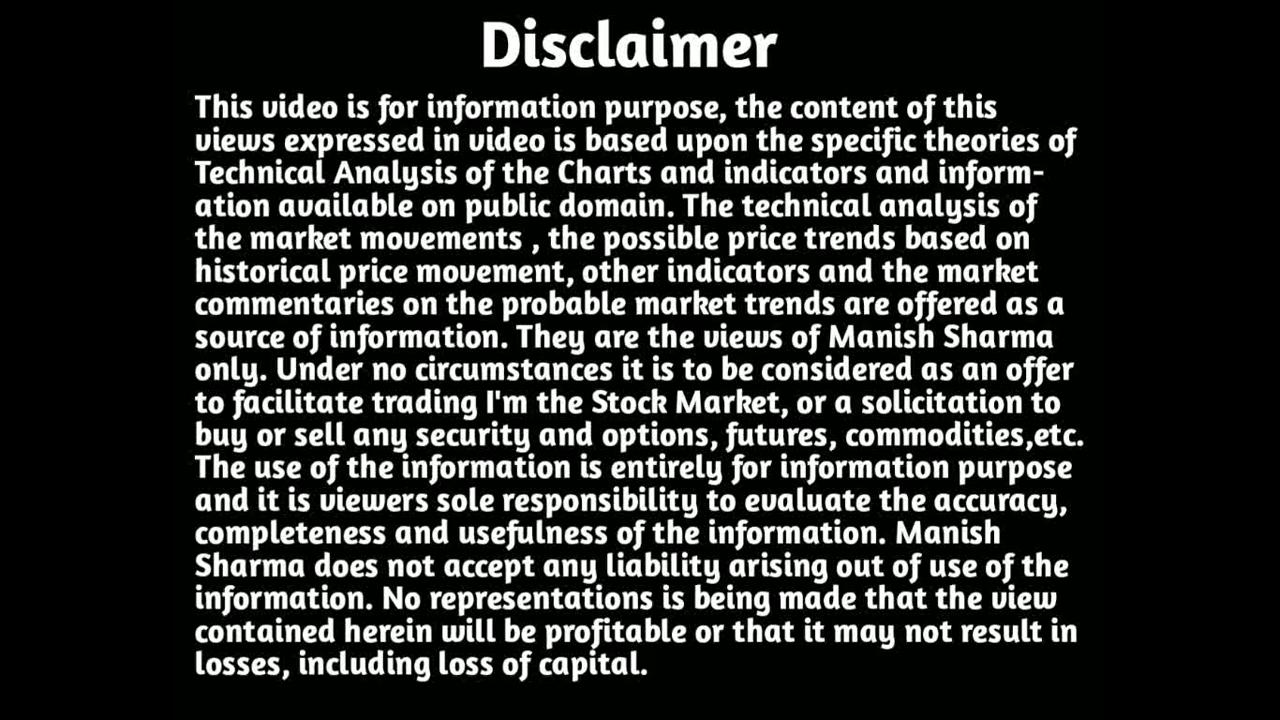 Disclaimer
This video is for information purpose, the content of this
views expressed in video is based upon the specific theories of
Technical Analysis of the Charts and indicators and inform-
ation available on public domain. The technical analysis of
the market movements , the possible price trends based on
historical price movement, other indicators and the market
commentaries on the probable market trends are offered as a
source of information. They are the views of Manish Sharma
only. Under no circumstances it is to be considered as an offer
to facilitate trading I'm the Stock Market, or a solicitation to
buy or sell any security and options, futures, commodities,etc.
The use of the information is entirely for information purpose
and it is viewers sole responsibility to evaluate the accuracy,
completeness and usefulness of the information. Manish
Sharma does not accept any liability arising out of use of the
information. No representations is being made that the view
contained herein will be profitable or that it may not result in
losses, including loss of capital.